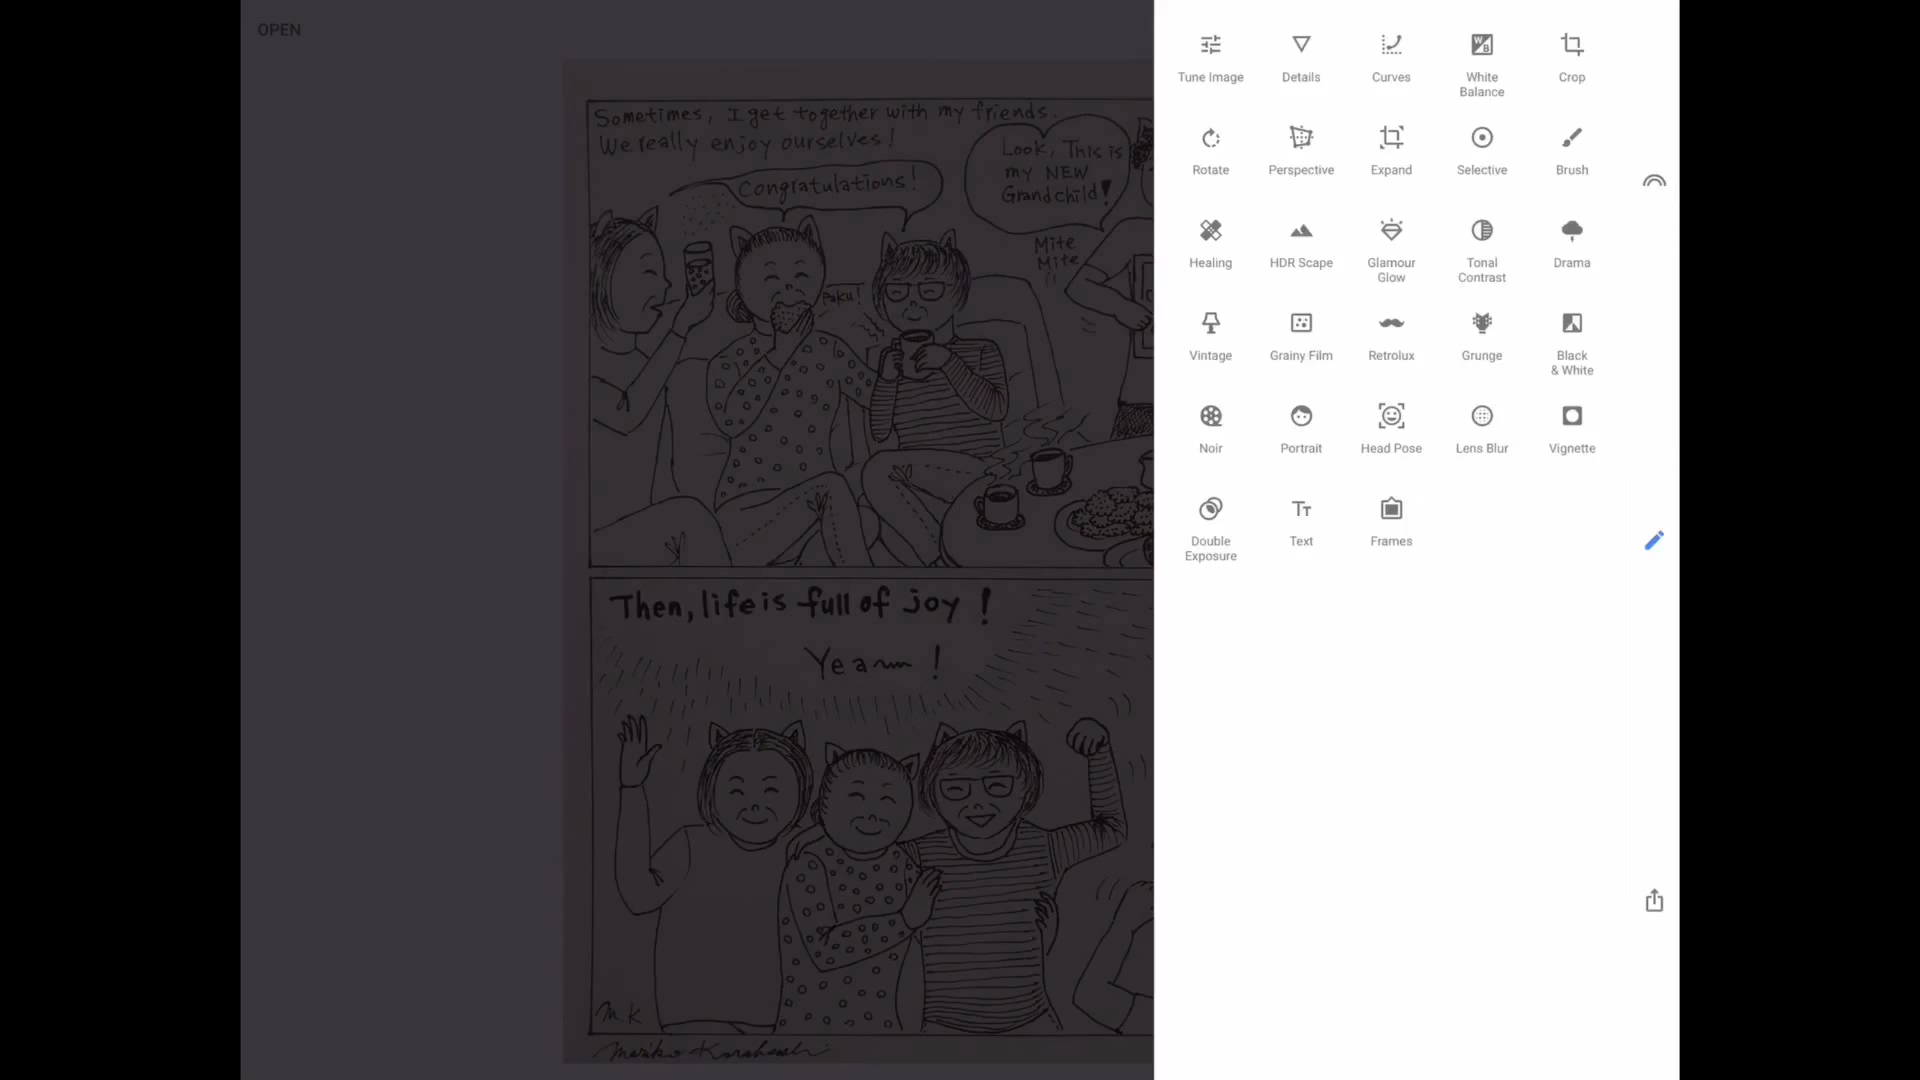 OPEN
Sometimes, I get together with my friends.
We really enjoy ourselves!
Congratulations!
Look, This is
my NEW
Grandchild!
Mite
Mite
Paku!
Then, life is full of joy!
Yeah!
M.K
Tune Image
Details
Curves
White
Balance
Crop
Rotate
Perspective
Expand
Selective
Brush
Healing
HDR Scape
Glamour
Glow
Tonal
Contrast
Drama
Vintage
Grainy Film
Retrolux
Grunge
Black
& White
Noir
Portrait
Head Pose
Lens Blur
Vignette
Double
Exposure
Text
Frames